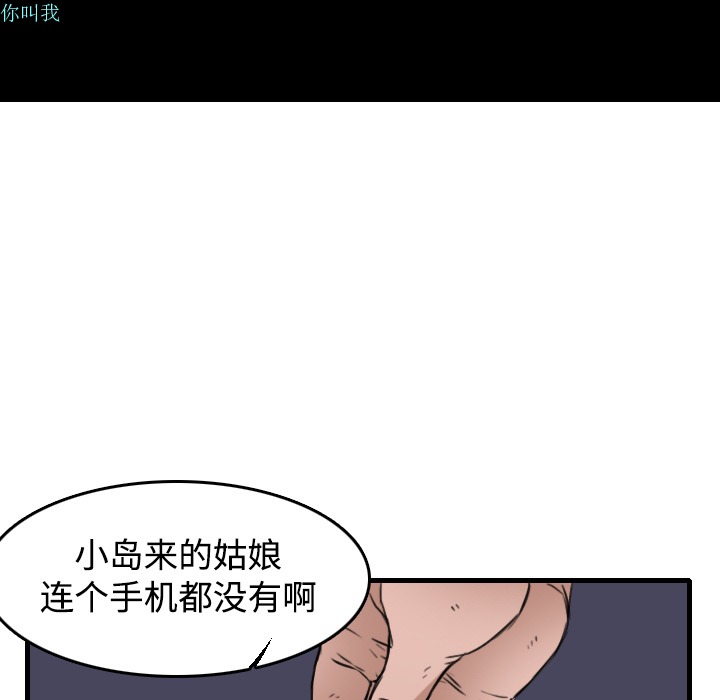 你叫我
小岛来的姑娘
连个手机都没有啊